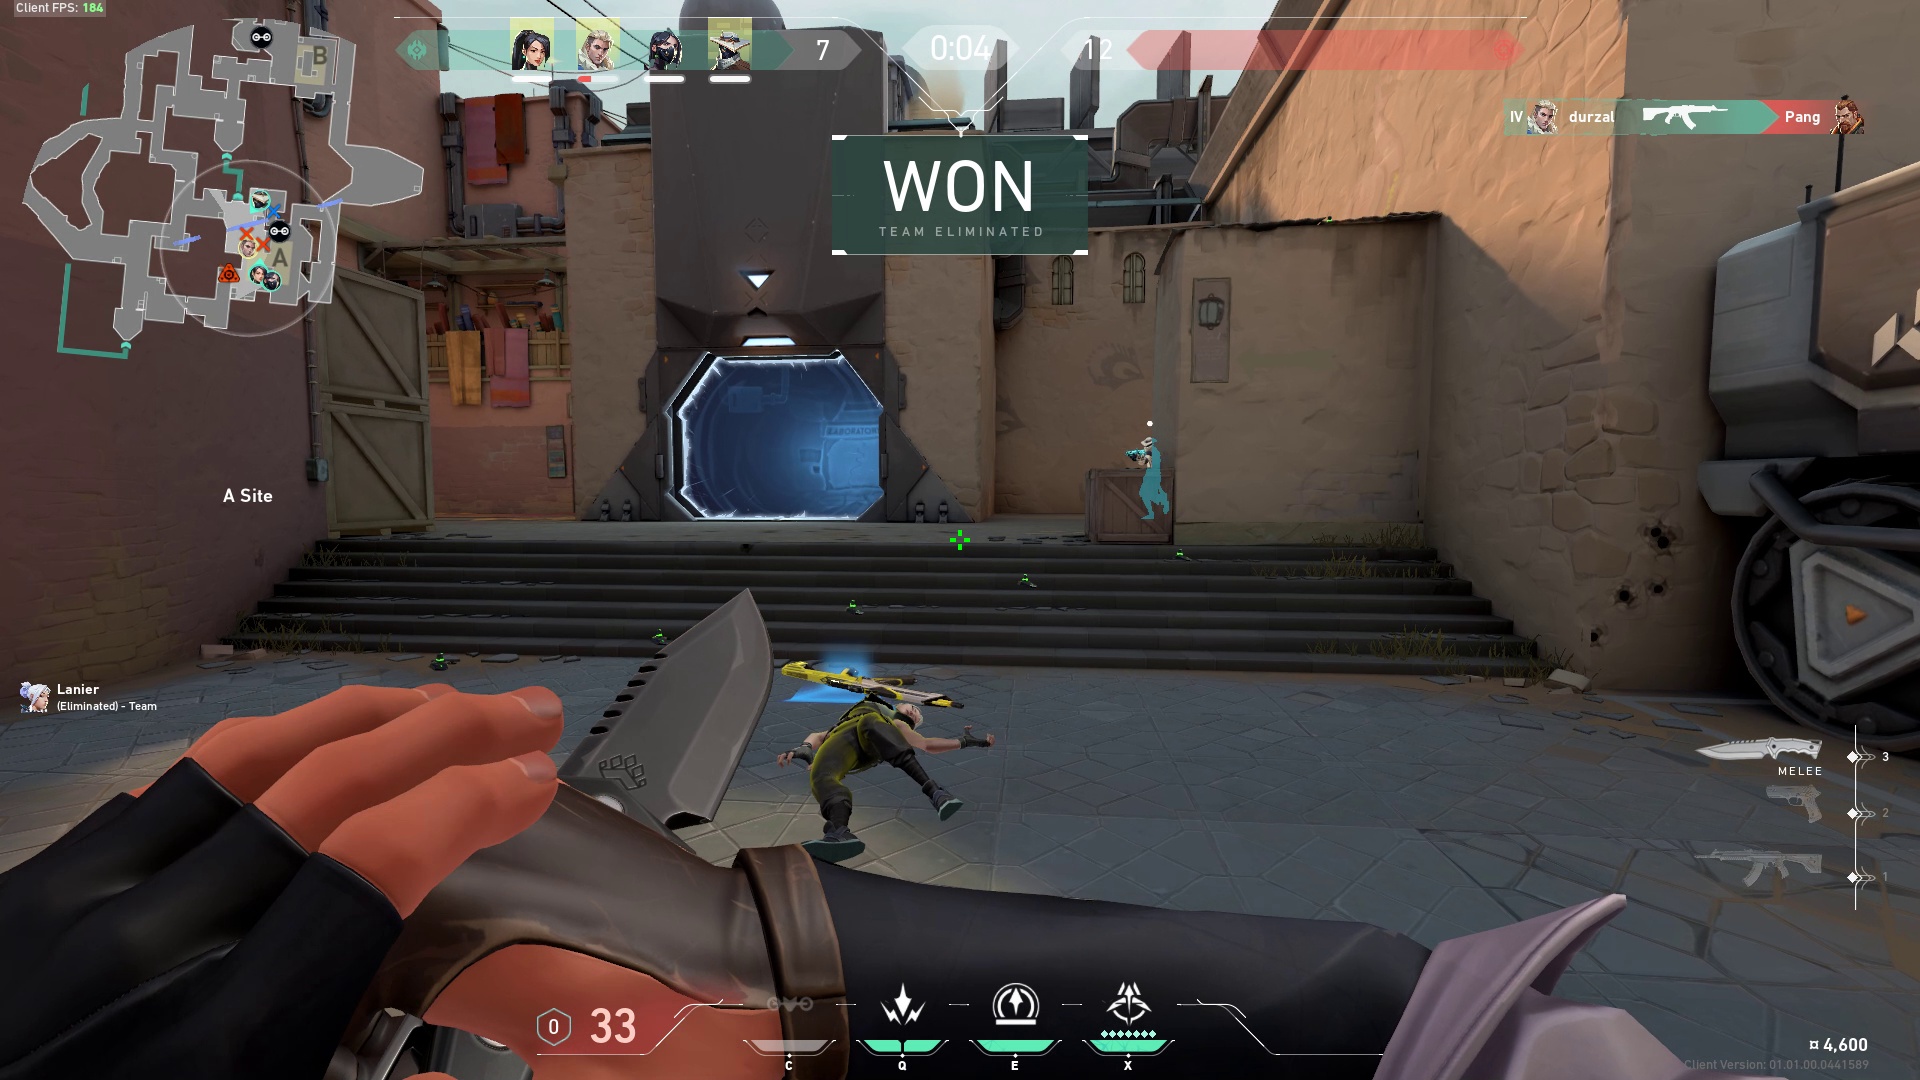 Client FPS: 184
B
A
7
0:04
12
WON
TEAM ELIMINATED
IV durzal Pang
A Site
Lanier
(Eliminated) - Team
3
MELEE
2
1
0
33
C
Q
E
X
¤ 4,600
Client Version: 01.01.00.0441589